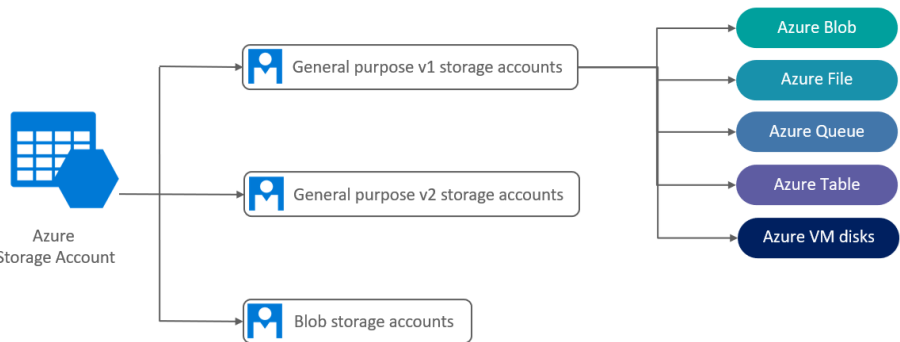 Azure
Storage Account
General purpose v1 storage accounts
General purpose v2 storage accounts
Blob storage accounts
Azure Blob
Azure File
Azure Queue
Azure Table
Azure VM disks